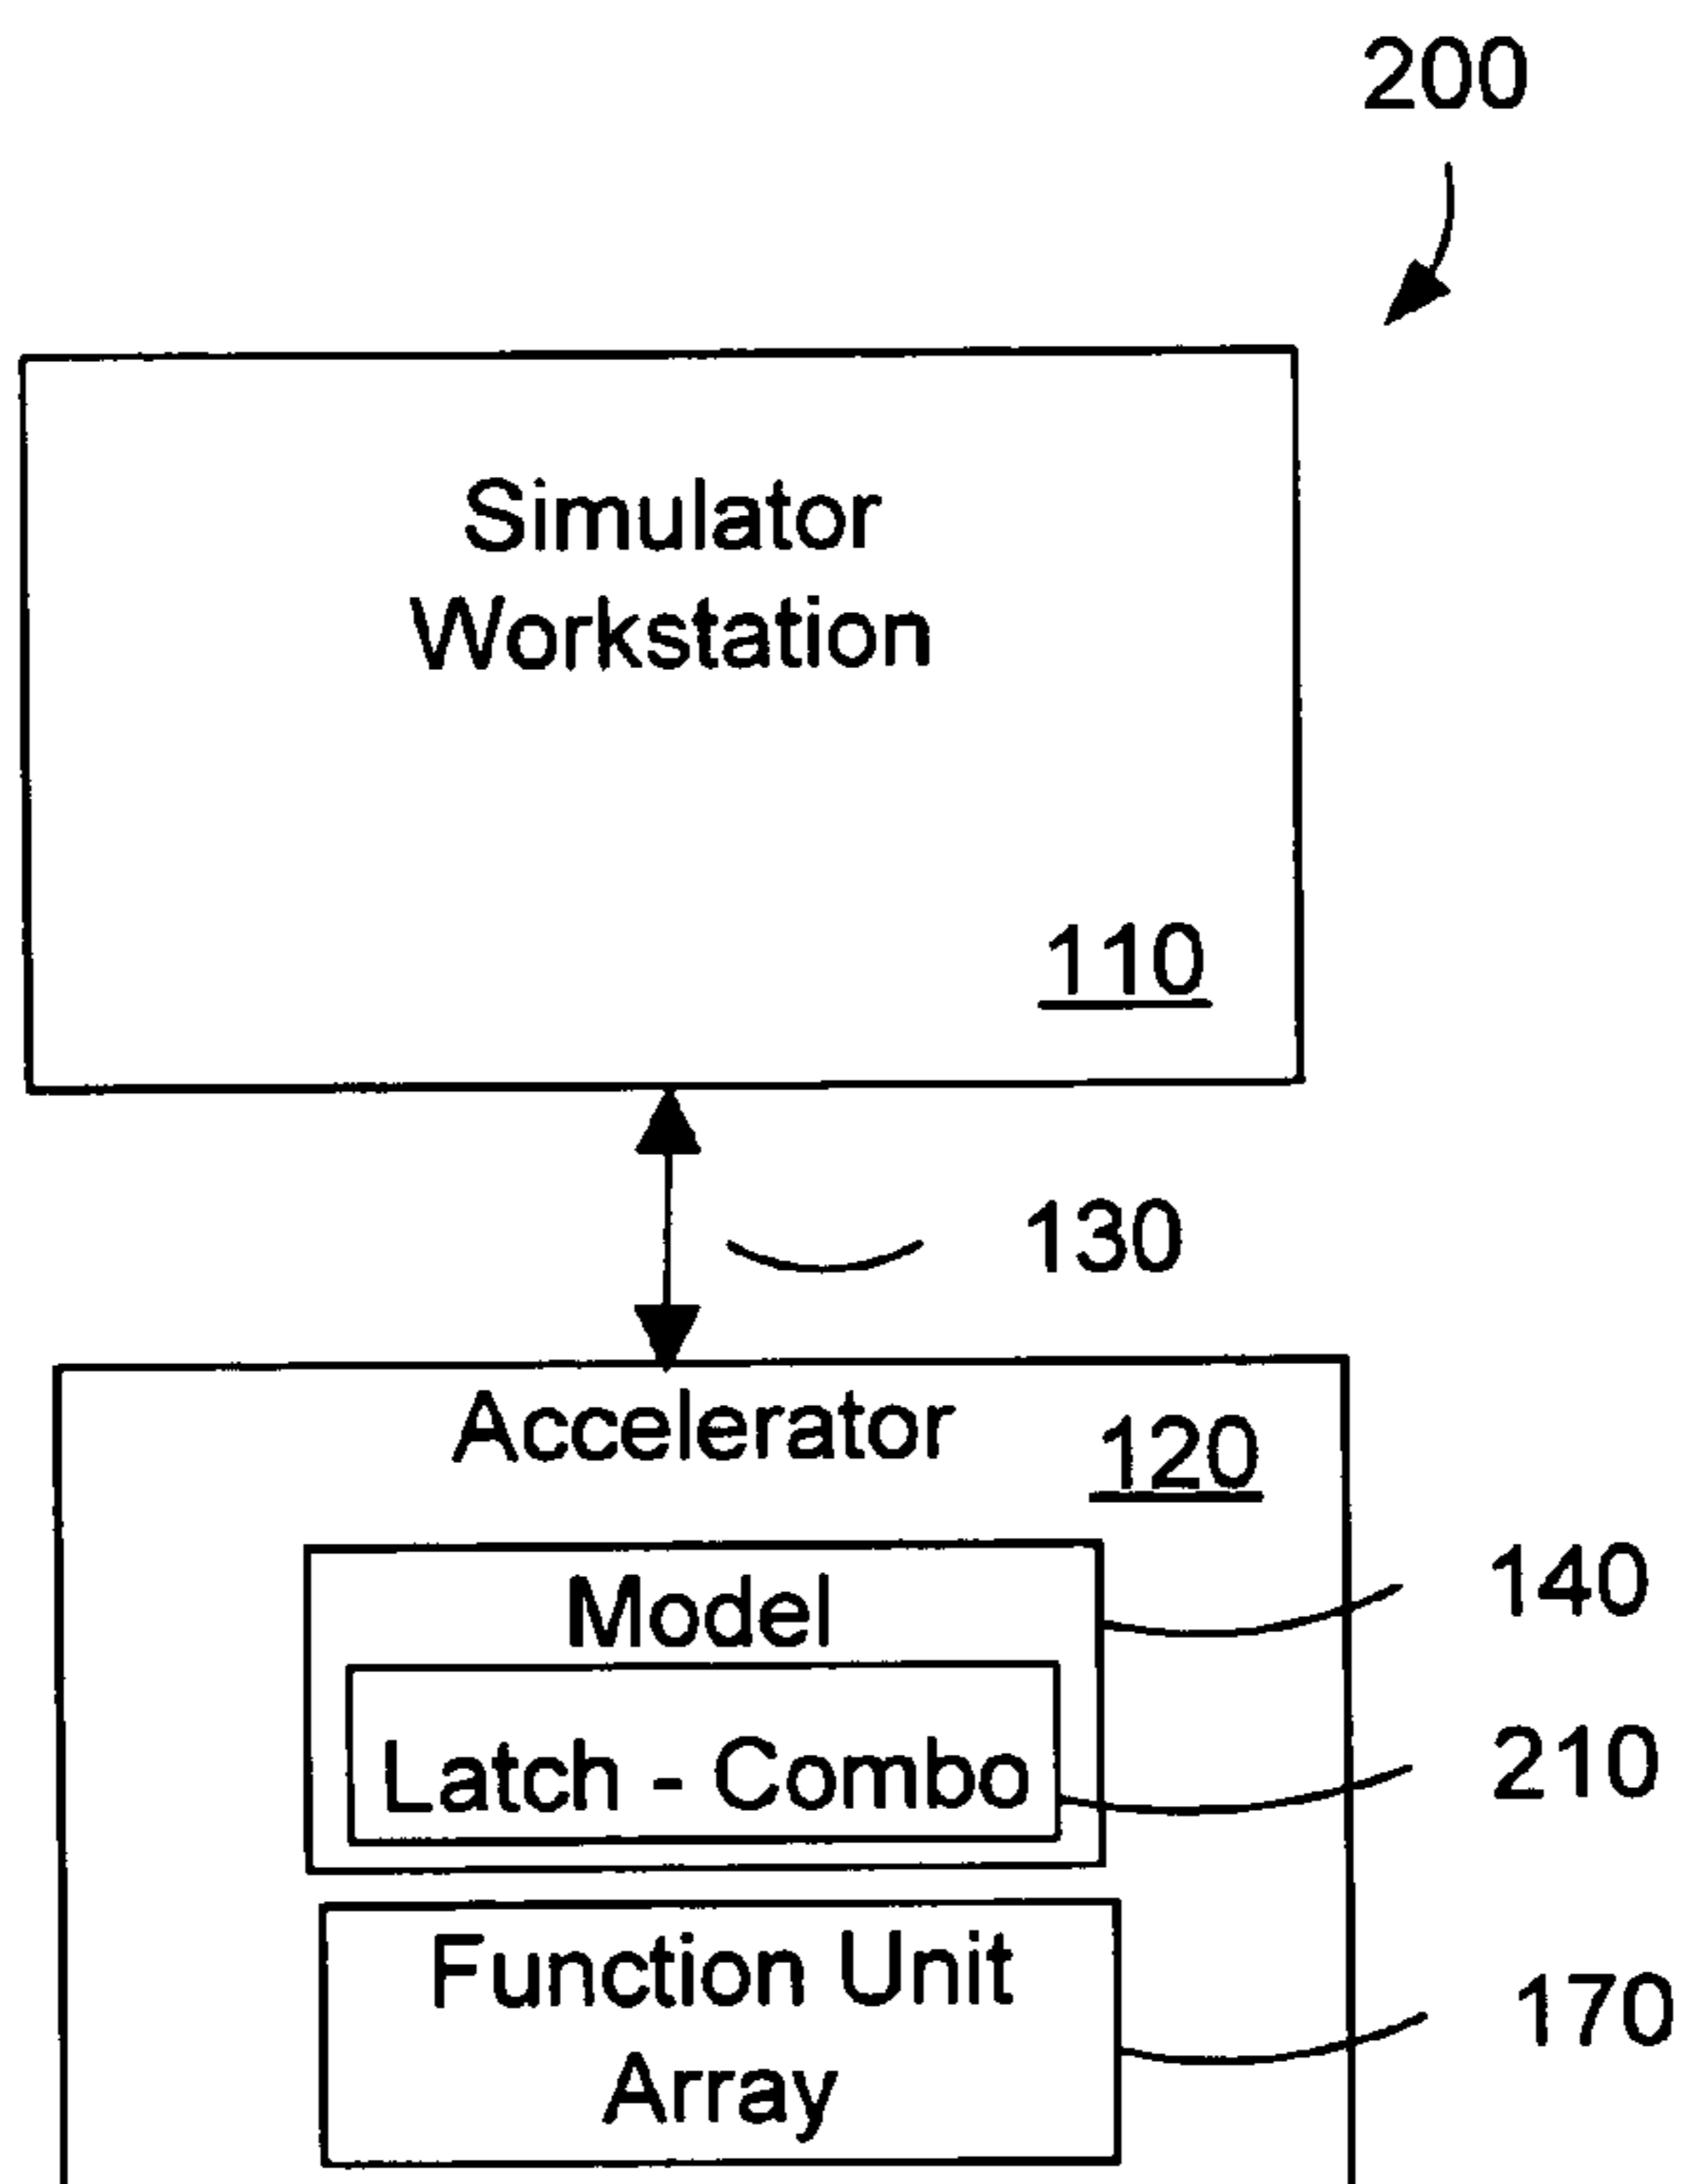 200
Simulator
Workstation
110
130
Accelerator
120
Model
140
Latch - Combo
210
Function Unit
Array
170